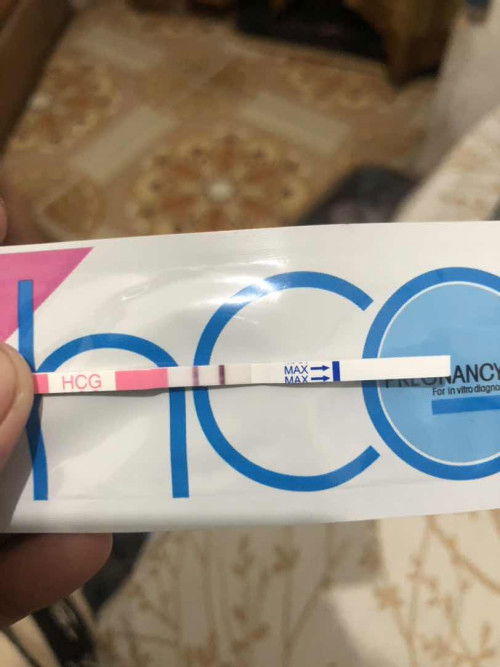 hCG
HCG
MAX
MAX
PREGNANCY
For in vitro diagno